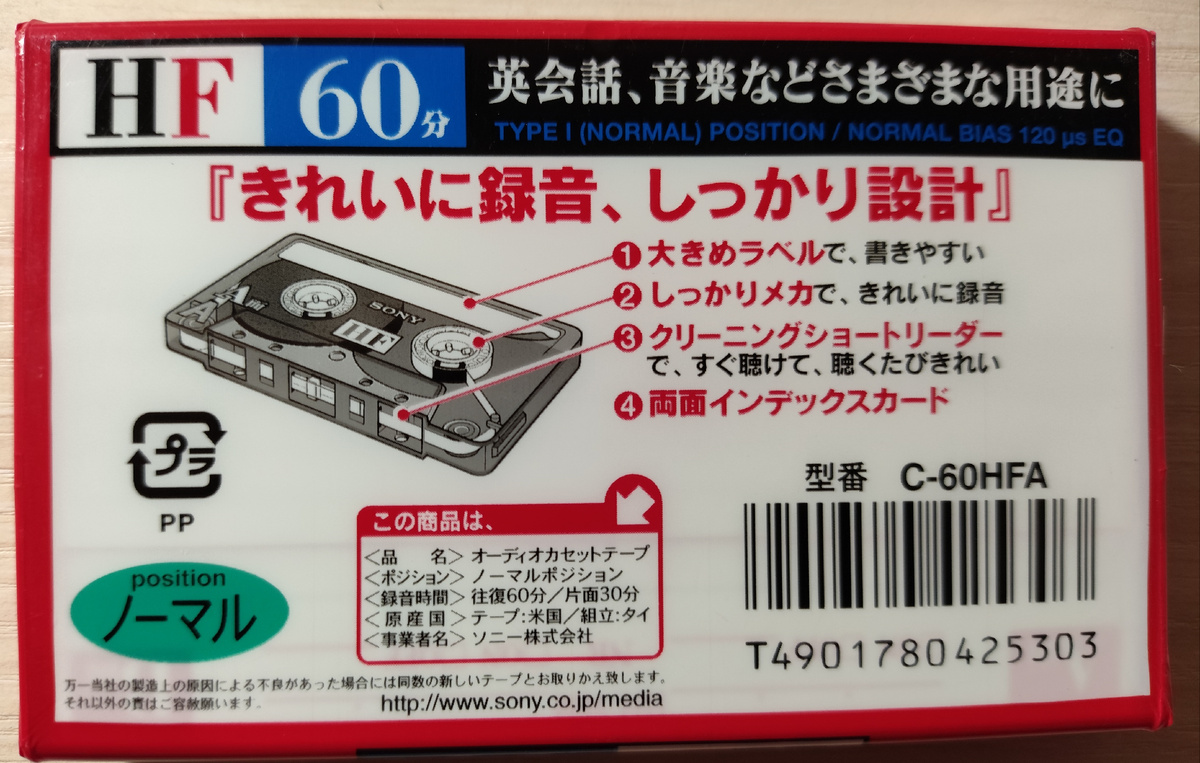 HF 60分 英会話、音楽などさまざまな用途に
TYPE I (NORMAL) POSITION / NORMAL BIAS 120 μs EQ
『きれいに録音、しっかり設計』
❶ 大きめラベルで、書きやすい
❷ しっかりメカで、きれいに録音
❸ クリーニングショートリーダー
で、すぐ聴けて、聴くたびきれい
❹ 両面インデックスカード
A
SONY
HF
プラ
PP
position
ノーマル
この商品は、
<品　名> オーディオカセットテープ
<ポジション> ノーマルポジション
<録音時間> 往復60分／片面30分
<原産国> テープ:米国／組立:タイ
<事業者名> ソニー株式会社
型番 C-60HFA
T4901780425303
万一当社の製造上の原因による不良があった場合には同数の新しいテープとお取りかえ致します。
それ以外の責はご容赦願います。
http://www.sony.co.jp/media